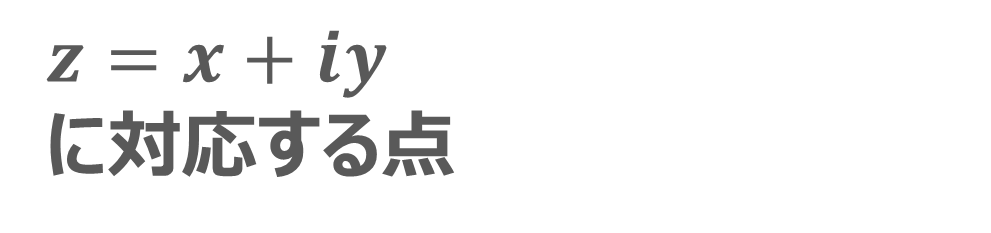 z = x + iy
に対応する点